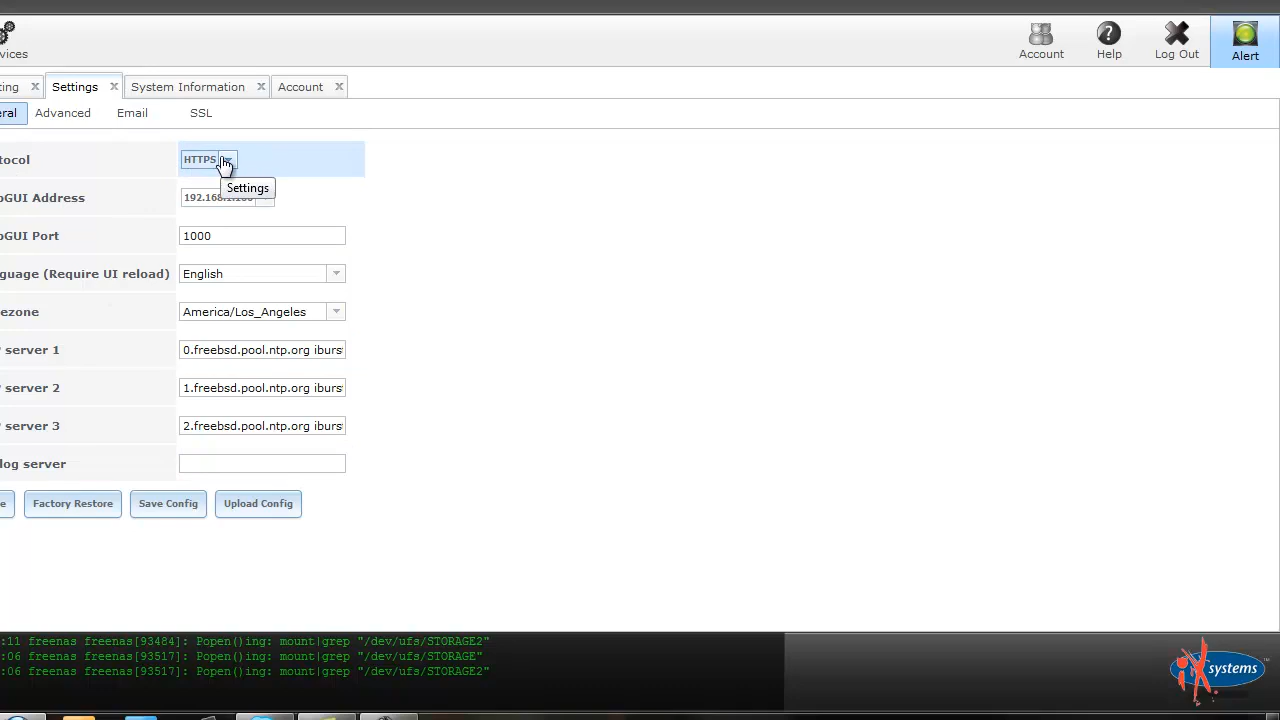 vices
Account
Help
Log Out
Alert
ting
Settings
System Information
Account
eral
Advanced
Email
SSL
tocol
HTTPS
Settings
oGUI Address
oGUI Port
1000
guage (Require UI reload)
English
ezone
America/Los_Angeles
server 1
0.freebsd.pool.ntp.org iburs
server 2
1.freebsd.pool.ntp.org iburs
server 3
2.freebsd.pool.ntp.org iburs
log server
e
Factory Restore
Save Config
Upload Config
:11 freenas freenas[93484]: Popen()ing: mount|grep "/dev/ufs/STORAGE2"
:06 freenas freenas[93517]: Popen()ing: mount|grep "/dev/ufs/STORAGE"
:06 freenas freenas[93517]: Popen()ing: mount|grep "/dev/ufs/STORAGE2"
iXsystems™